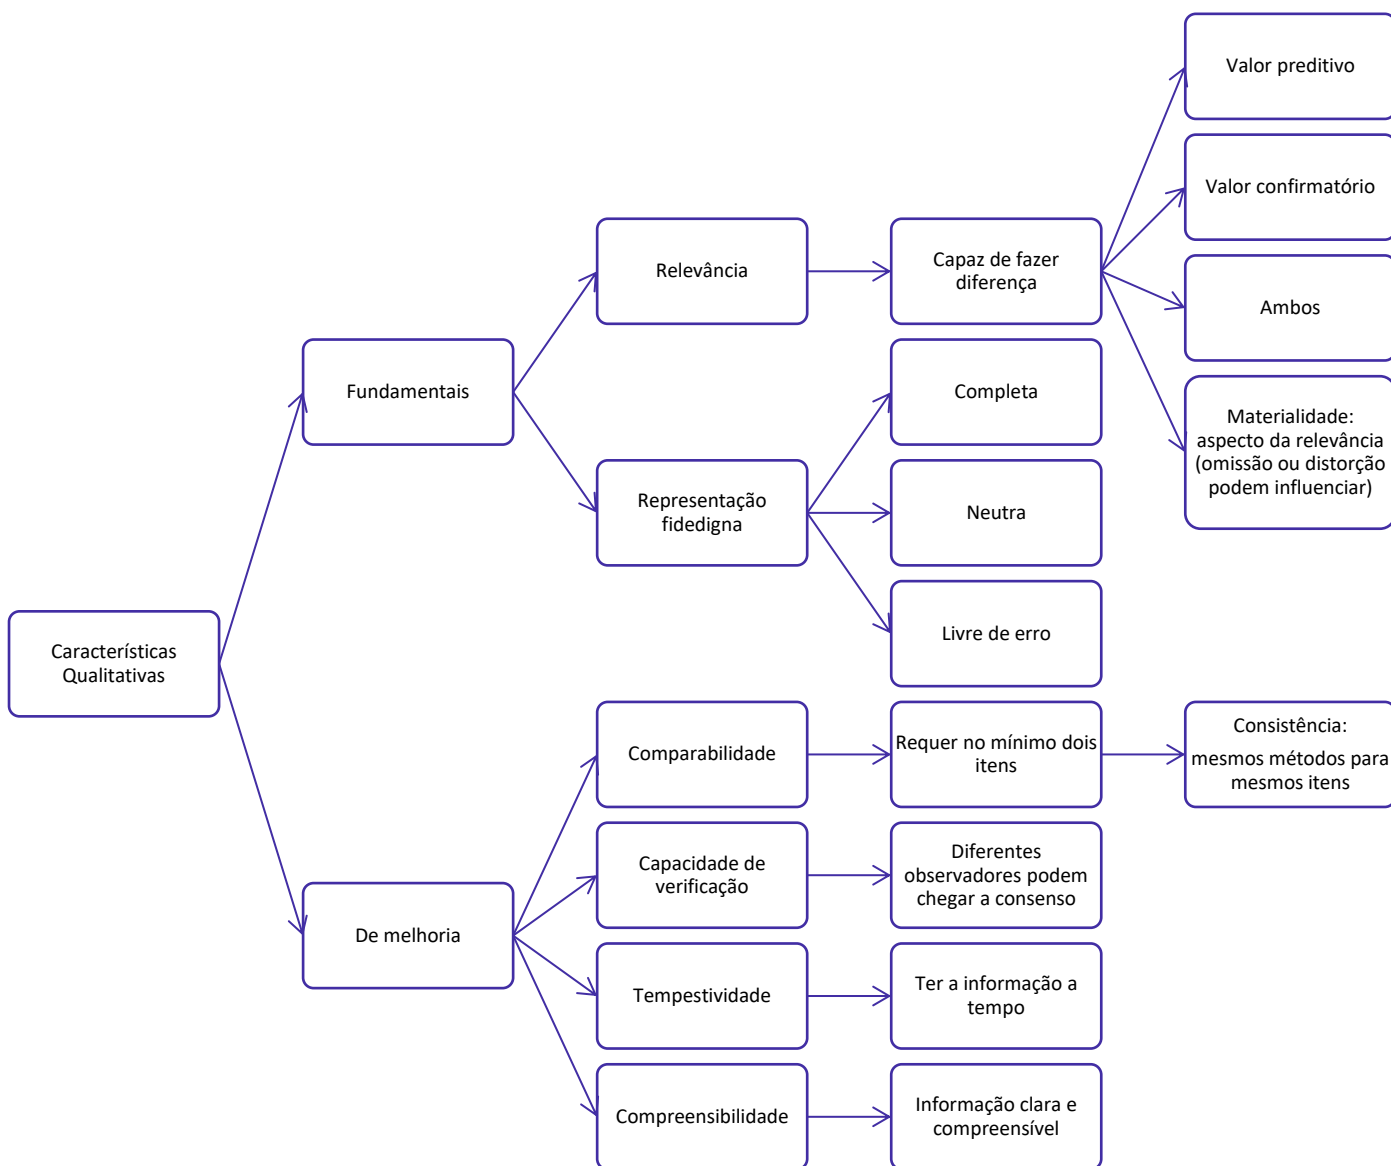 Características
Qualitativas
Fundamentais
Relevância
Capaz de fazer
diferença
Valor preditivo
Valor confirmatório
Ambos
Materialidade:
aspecto da relevância
(omissão ou distorção
podem influenciar)
Representação
fidedigna
Completa
Neutra
Livre de erro
De melhoria
Comparabilidade
Requer no mínimo dois
itens
Consistência:
mesmos métodos para
mesmos itens
Capacidade de
verificação
Diferentes
observadores podem
chegar a consenso
Tempestividade
Ter a informação a
tempo
Compreensibilidade
Informação clara e
compreensível